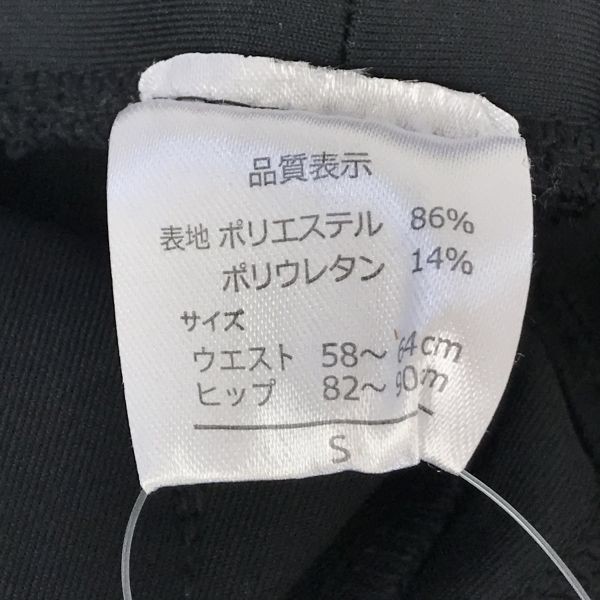 品質表示
表地 ポリエステル 86%
ポリウレタン 14%
サイズ
ウエスト 58～64cm
ヒップ 82～90cm
S